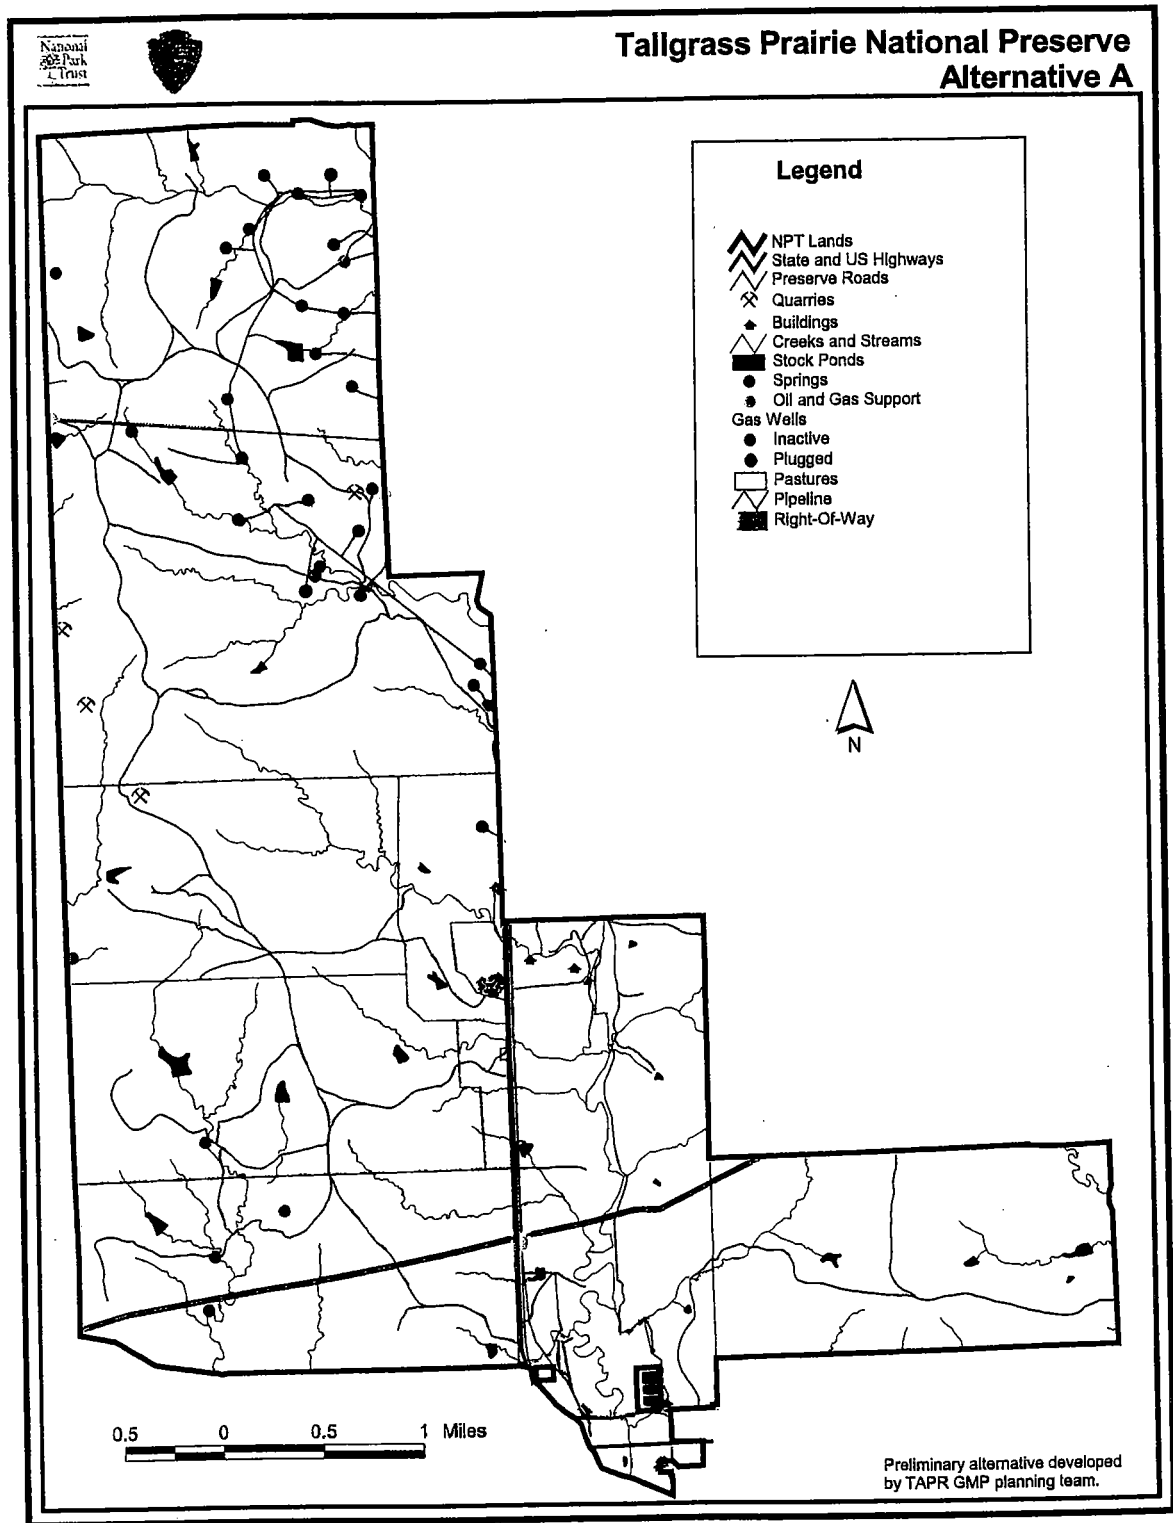 National
Park
Trust
Tallgrass Prairie National Preserve
Alternative A
Legend
NPT Lands
State and US Highways
Preserve Roads
Quarries
Buildings
Creeks and Streams
Stock Ponds
Springs
Oil and Gas Support
Gas Wells
Inactive
Plugged
Pastures
Pipeline
Right-Of-Way
N
0.5 0 0.5 1 Miles
Preliminary alternative developed
by TAPR GMP planning team.